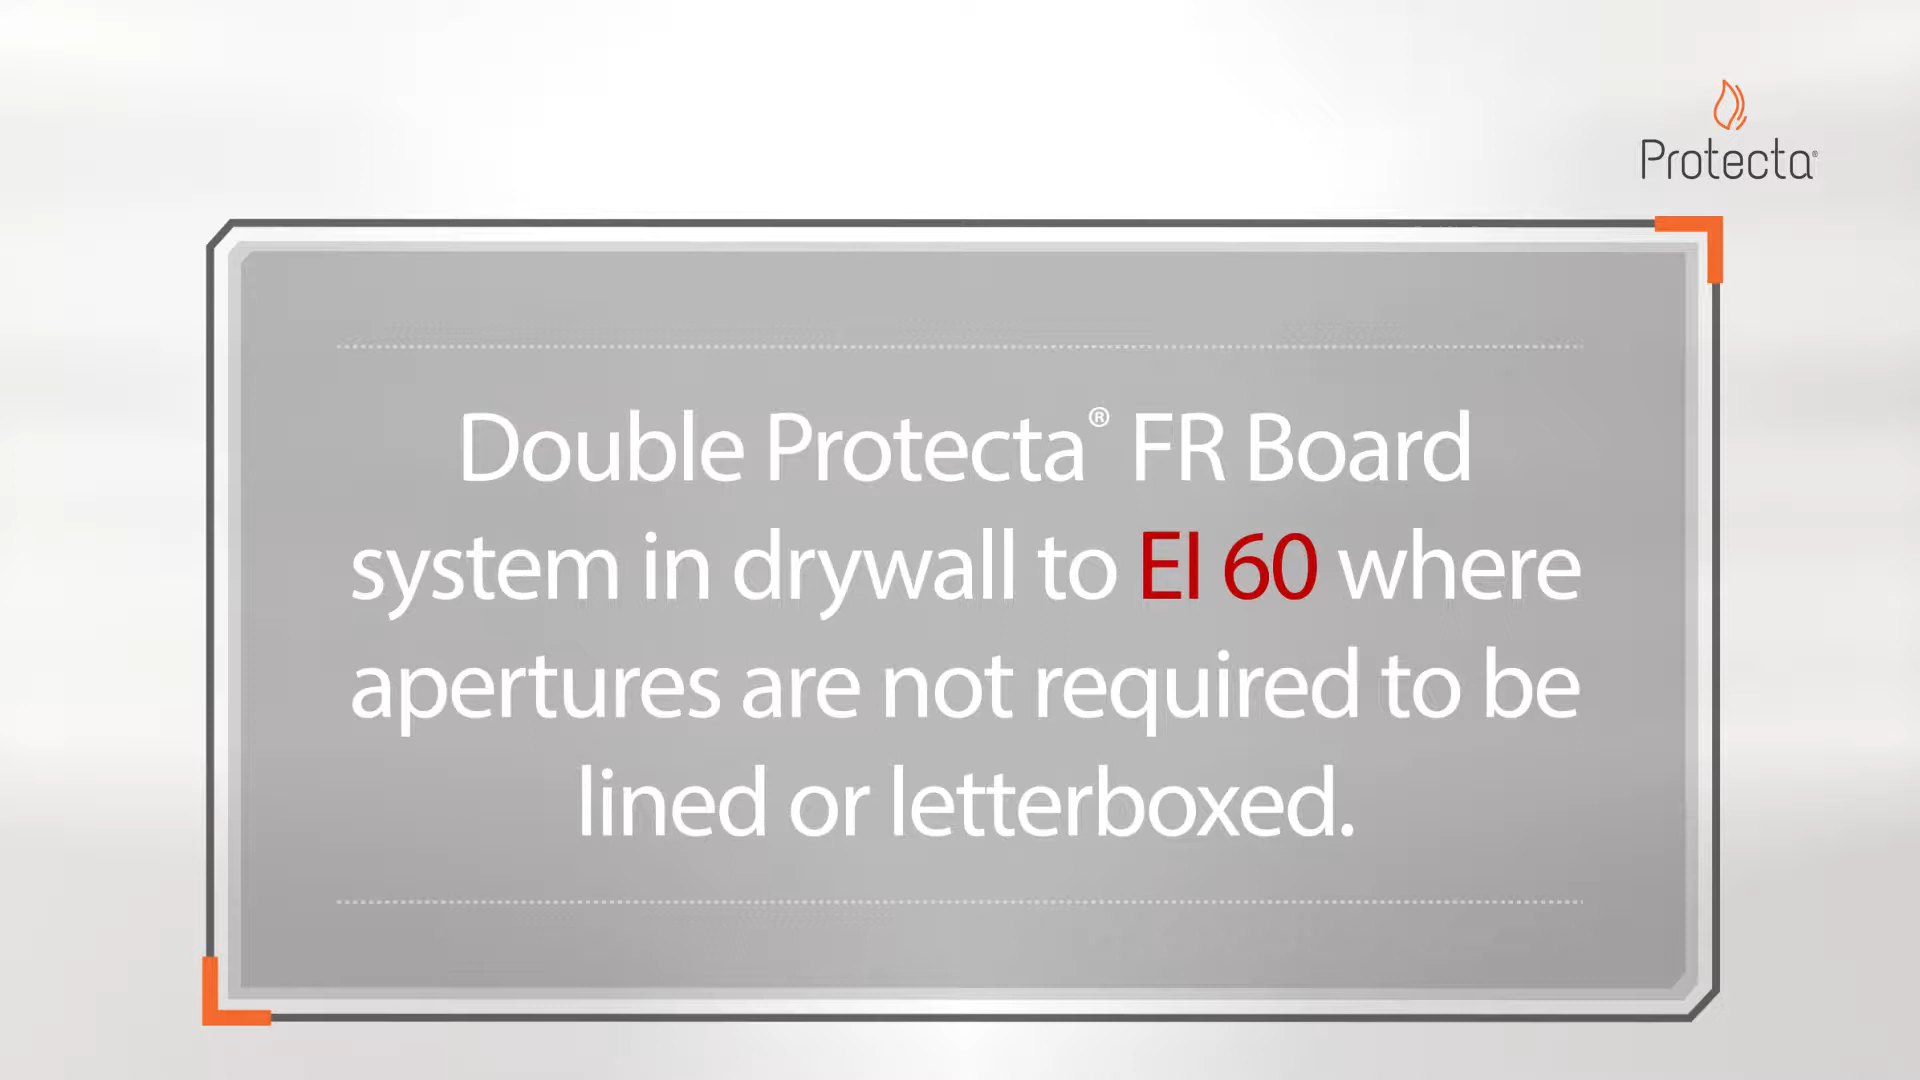 Protecta®
Double Protecta® FR Board
system in drywall to EI 60 where
apertures are not required to be
lined or letterboxed.